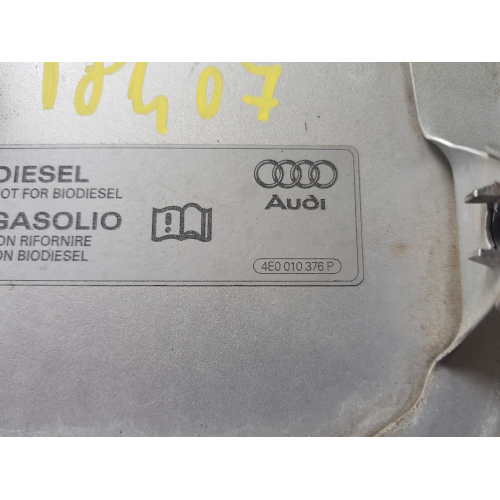 18407
DIESEL
OT FOR BIODIESEL
GASOLIO
ON RIFORNIRE
ON BIODIESEL
Audi
4E0 010 376 P